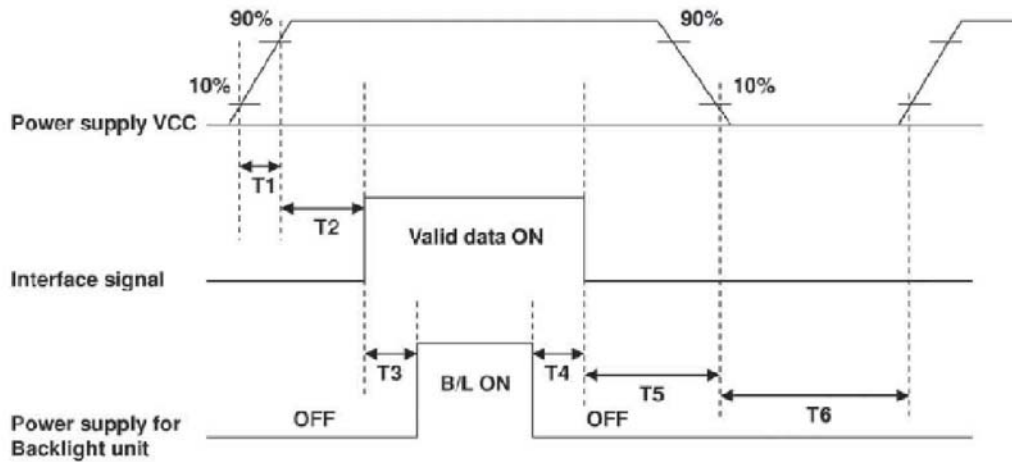 90%
90%
10%
10%
Power supply VCC
T1
T2
Valid data ON
Interface signal
T3
B/L ON
T4
T5
T6
OFF
OFF
Power supply for
Backlight unit